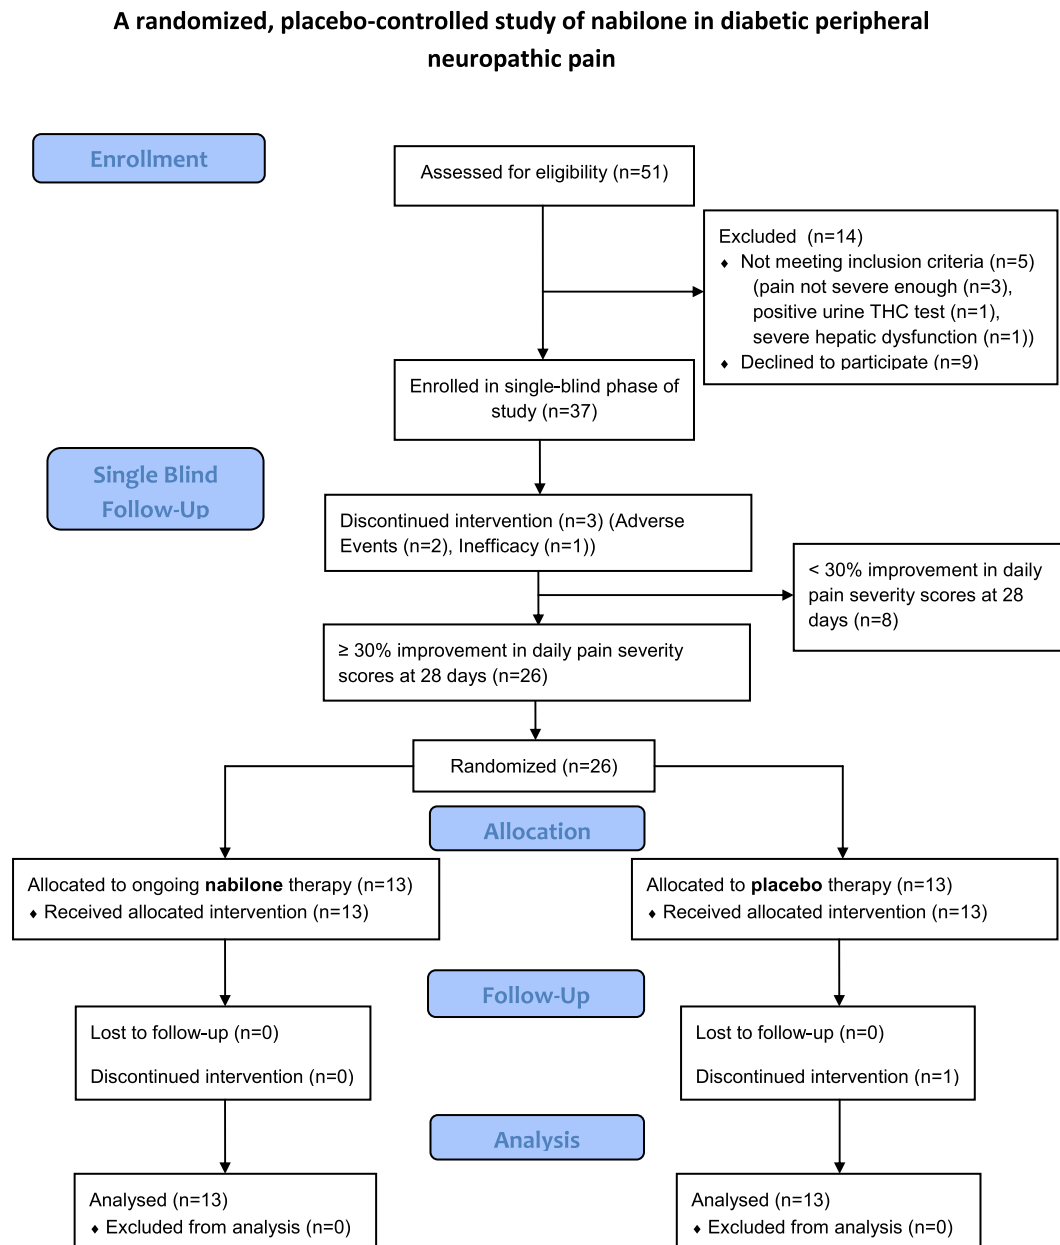 A randomized, placebo-controlled study of nabilone in diabetic peripheral
neuropathic pain
Enrollment
Assessed for eligibility (n=51)
Excluded (n=14)
♦ Not meeting inclusion criteria (n=5)
(pain not severe enough (n=3),
positive urine THC test (n=1),
severe hepatic dysfunction (n=1))
♦ Declined to participate (n=9)
Enrolled in single-blind phase of
study (n=37)
Single Blind
Follow-Up
Discontinued intervention (n=3) (Adverse
Events (n=2), Inefficacy (n=1))
< 30% improvement in daily
pain severity scores at 28
days (n=8)
≥ 30% improvement in daily pain severity
scores at 28 days (n=26)
Randomized (n=26)
Allocation
Allocated to ongoing nabilone therapy (n=13)
♦ Received allocated intervention (n=13)
Allocated to placebo therapy (n=13)
♦ Received allocated intervention (n=13)
Follow-Up
Lost to follow-up (n=0)
Discontinued intervention (n=0)
Lost to follow-up (n=0)
Discontinued intervention (n=1)
Analysis
Analysed (n=13)
♦ Excluded from analysis (n=0)
Analysed (n=13)
♦ Excluded from analysis (n=0)